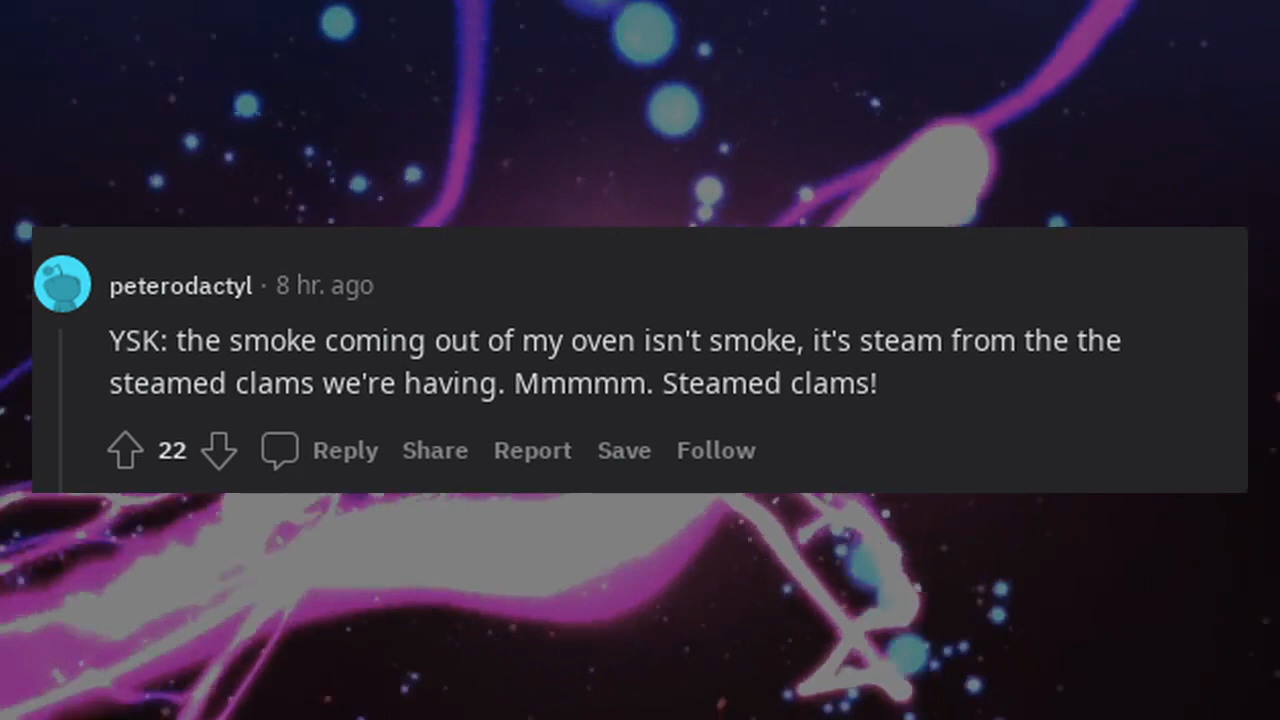 peterodactyl · 8 hr. ago
YSK: the smoke coming out of my oven isn't smoke, it's steam from the the
steamed clams we're having. Mmmmm. Steamed clams!
22 Reply Share Report Save Follow